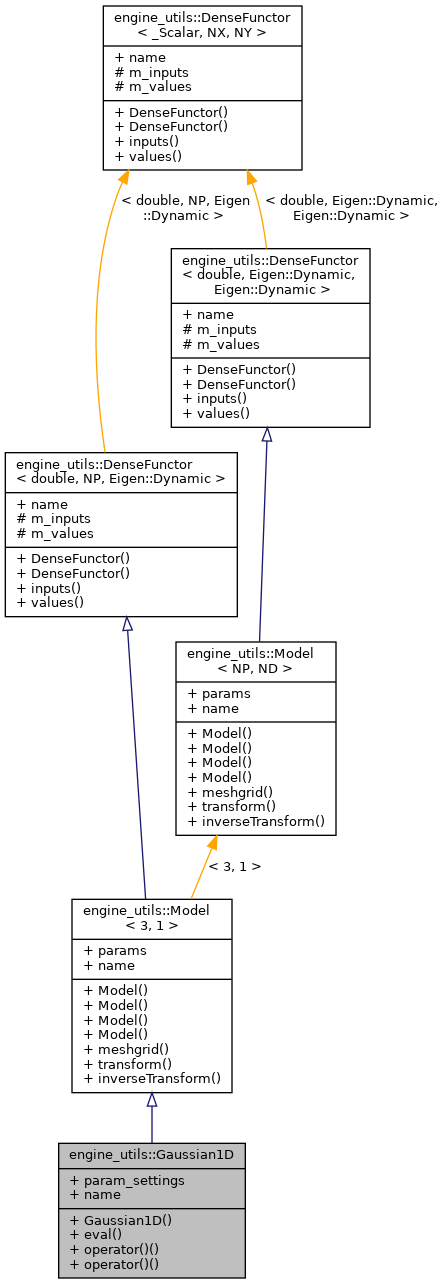 engine_utils::DenseFunctor
< _Scalar, NX, NY >
+ name
# m_inputs
# m_values
+ DenseFunctor()
+ DenseFunctor()
+ inputs()
+ values()
< double, NP, Eigen
::Dynamic >
< double, Eigen::Dynamic,
Eigen::Dynamic >
engine_utils::DenseFunctor
< double, Eigen::Dynamic,
Eigen::Dynamic >
+ name
# m_inputs
# m_values
+ DenseFunctor()
+ DenseFunctor()
+ inputs()
+ values()
engine_utils::DenseFunctor
< double, NP, Eigen::Dynamic >
+ name
# m_inputs
# m_values
+ DenseFunctor()
+ DenseFunctor()
+ inputs()
+ values()
engine_utils::Model
< NP, ND >
+ params
+ name
+ Model()
+ Model()
+ Model()
+ Model()
+ meshgrid()
+ transform()
+ inverseTransform()
< 3, 1 >
engine_utils::Model
< 3, 1 >
+ params
+ name
+ Model()
+ Model()
+ Model()
+ Model()
+ meshgrid()
+ transform()
+ inverseTransform()
engine_utils::Gaussian1D
+ param_settings
+ name
+ Gaussian1D()
+ eval()
+ operator()()
+ operator()()